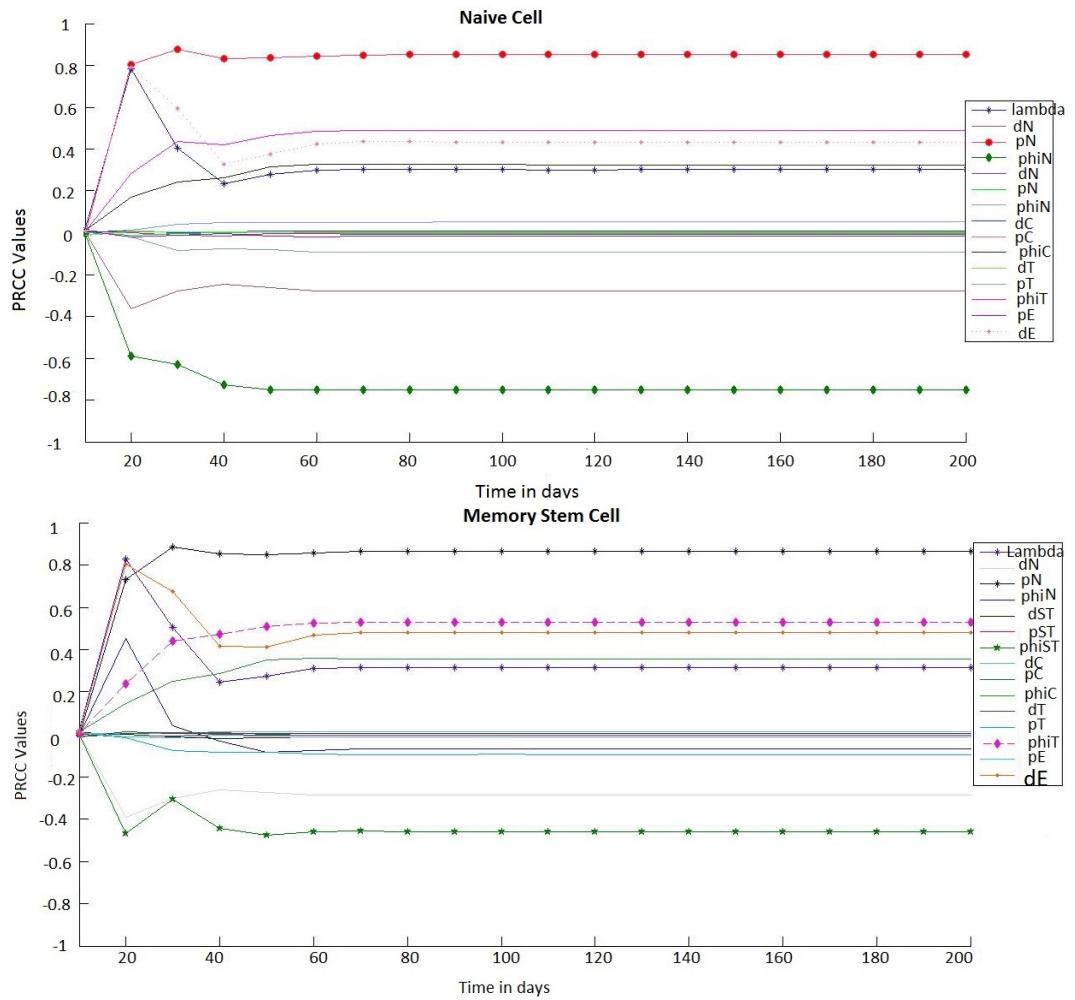 Naive Cell
1
0.8
0.6
0.4
0.2
0
-0.2
-0.4
-0.6
-0.8
-1
PRCC Values
20 40 60 80 100 120 140 160 180 200
Time in days
lambda
dN
pN
phiN
dN
pN
phiN
dC
pC
phiC
dT
pT
phiT
pE
dE
Memory Stem Cell
1
0.8
0.6
0.4
0.2
0
-0.2
-0.4
-0.6
-0.8
-1
PRCC Values
20 40 60 80 100 120 140 160 180 200
Time in days
Lambda
dN
pN
phiN
dST
pST
phiST
dC
pC
phiC
dT
pT
phiT
pE
dE